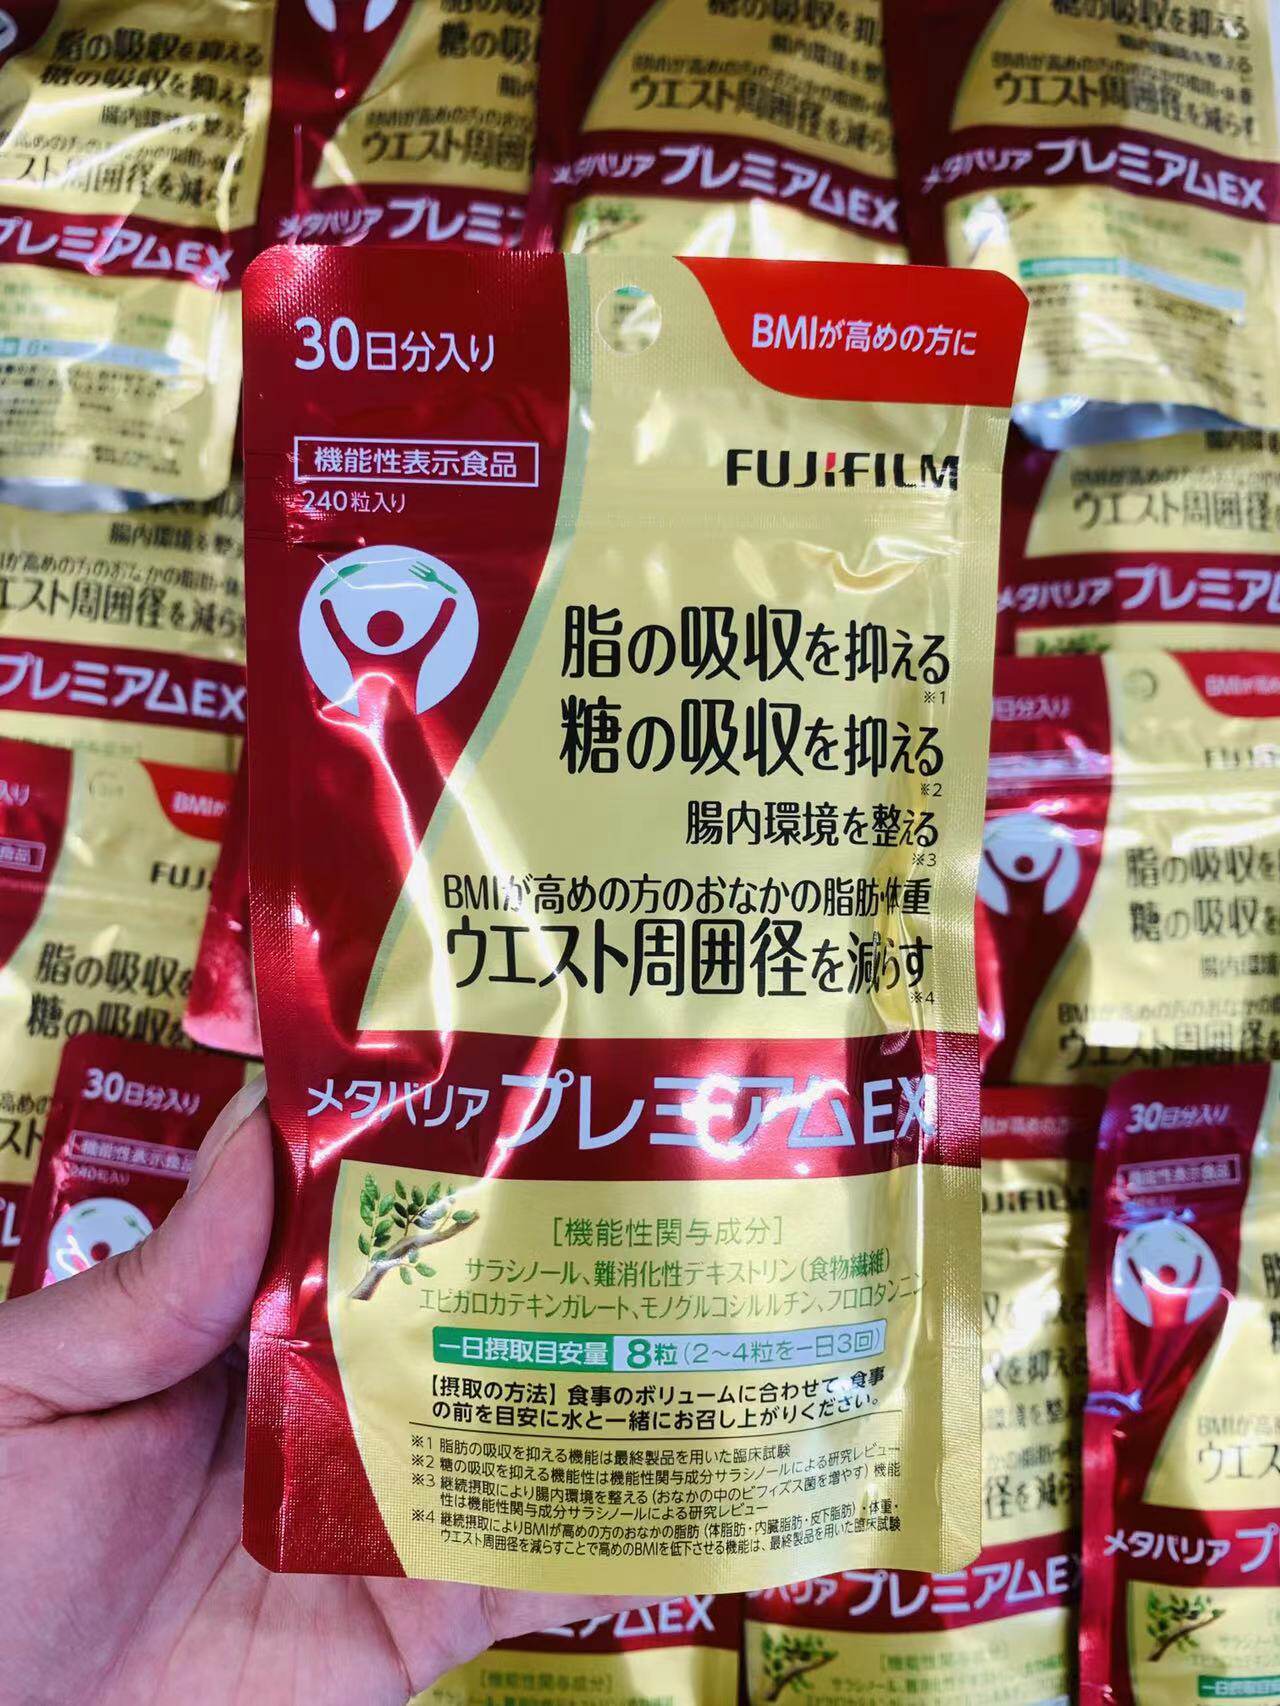 30日分入り
BMIが高めの方に
機能性表示食品
240粒入り
FUJIFILM
脂の吸収を抑える
※1
糖の吸収を抑える
※2
腸内環境を整える
※3
BMIが高めの方のおなかの脂肪・体重
ウエスト周囲径を減らす
※4
メタバリア プレミアムEX
［機能性関与成分］
サラシノール、難消化性デキストリン（食物繊維）
エピガロカテキンガレート、モノグルコシルルチン、フロロタンニン
一日摂取目安量 8粒（2～4粒を一日3回）
【摂取の方法】食事のボリュームに合わせて、食事
の前を目安に水と一緒にお召し上がりください。
※1 脂肪の吸収を抑える機能は最終製品を用いた臨床試験
※2 糖の吸収を抑える機能性は機能性関与成分サラシノールによる研究レビュー
※3 継続摂取により腸内環境を整える（おなかの中のビフィズス菌を増やす）機能
性は機能性関与成分サラシノールによる研究レビュー
※4 継続摂取によりBMIが高めの方のおなかの脂肪（体脂肪・内臓脂肪・皮下脂肪）・体重・
ウエスト周囲径を減らすことで高めのBMIを低下させる機能は、最終製品を用いた臨床試験